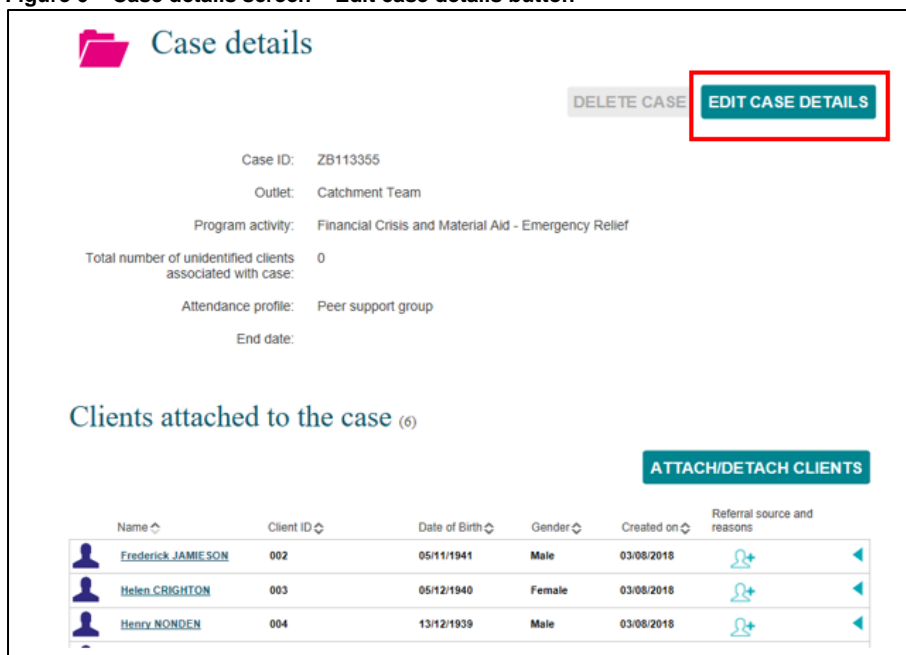 Case details
DELETE CASE EDIT CASE DETAILS
Case ID: ZB113355
Outlet: Catchment Team
Program activity: Financial Crisis and Material Aid - Emergency Relief
Total number of unidentified clients 0
associated with case:
Attendance profile: Peer support group
End date:
Clients attached to the case (6)
ATTACH/DETACH CLIENTS
Referral source and
Name Client ID Date of Birth Gender Created on reasons
Frederick JAMIESON 002 05/11/1941 Male 03/08/2018
Helen CRIGHTON 003 05/12/1940 Female 03/08/2018
Henry NONDEN 004 13/12/1939 Male 03/08/2018